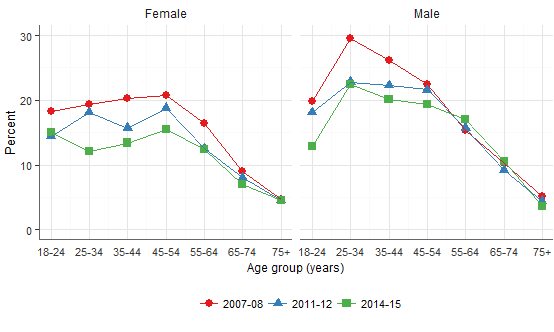 Female Male
30
20
10
0
Percent
18-24 25-34 35-44 45-54 55-64 65-74 75+ 18-24 25-34 35-44 45-54 55-64 65-74 75+
Age group (years)
2007-08 2011-12 2014-15